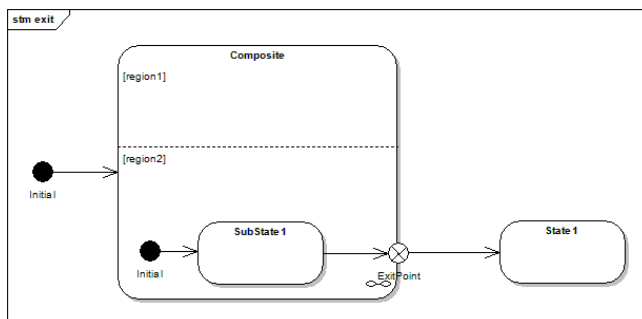 stm exit
Composite
[region1]
[region2]
Initial
SubState1
State1
Initial
ExitPoint